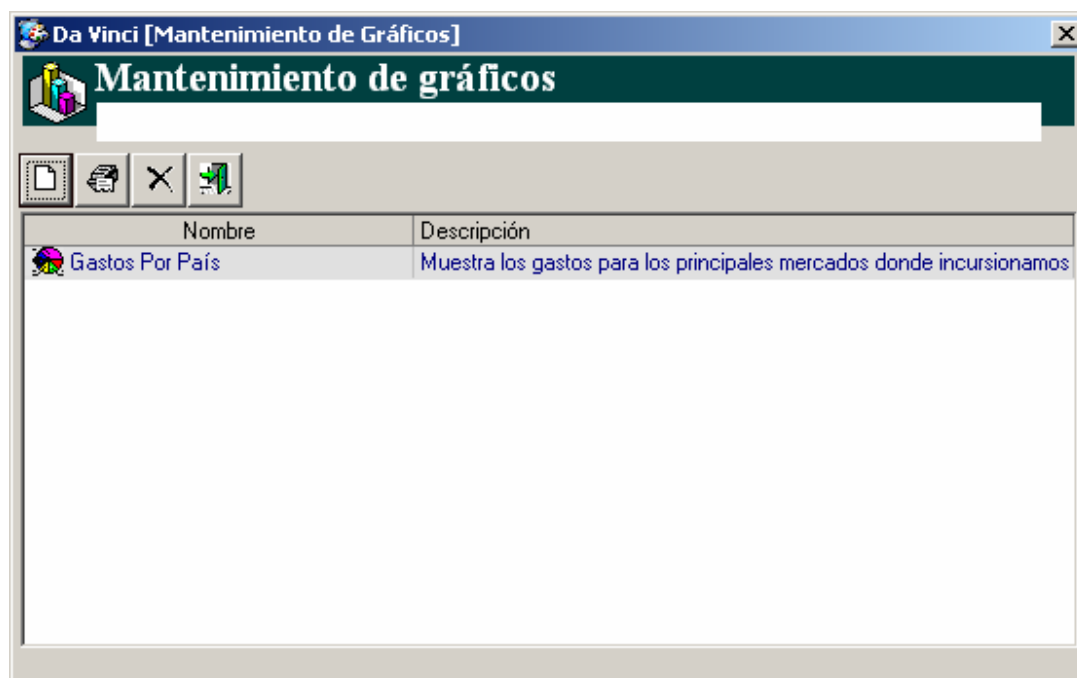 Da Vinci [Mantenimiento de Gráficos]
Mantenimiento de gráficos
Nombre Descripción
Gastos Por País Muestra los gastos para los principales mercados donde incursionamos